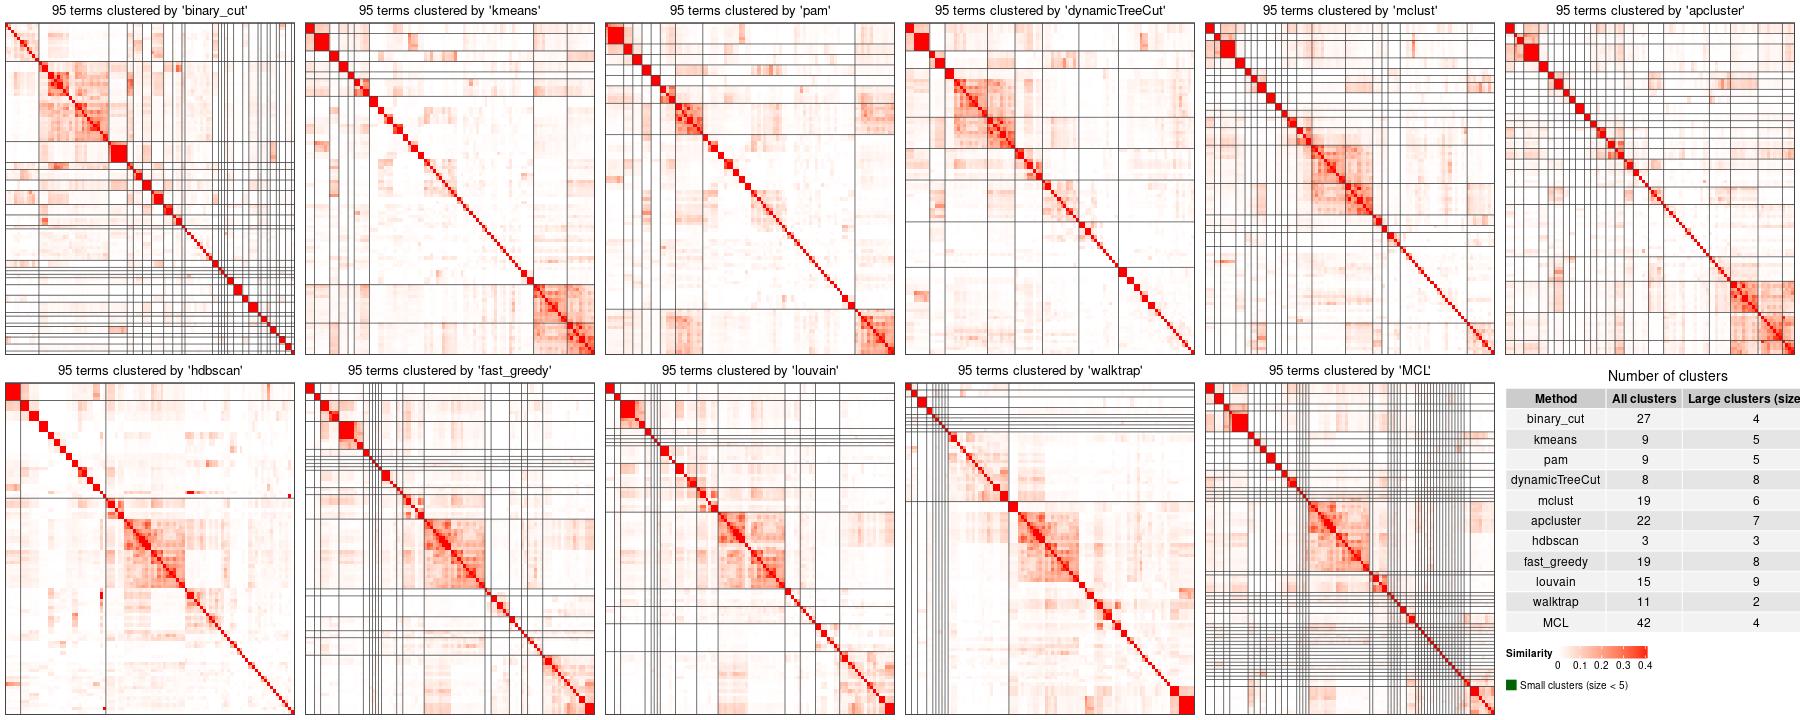 95 terms clustered by 'binary_cut'
95 terms clustered by 'kmeans'
95 terms clustered by 'pam'
95 terms clustered by 'dynamicTreeCut'
95 terms clustered by 'mclust'
95 terms clustered by 'apcluster'
95 terms clustered by 'hdbscan'
95 terms clustered by 'fast_greedy'
95 terms clustered by 'louvain'
95 terms clustered by 'walktrap'
95 terms clustered by 'MCL'
Number of clusters
Method All clusters Large clusters (size
binary_cut 27 4
kmeans 9 5
pam 9 5
dynamicTreeCut 8 8
mclust 19 6
apcluster 22 7
hdbscan 3 3
fast_greedy 19 8
louvain 15 9
walktrap 11 2
MCL 42 4
Similarity
0 0.1 0.2 0.3 0.4
Small clusters (size < 5)